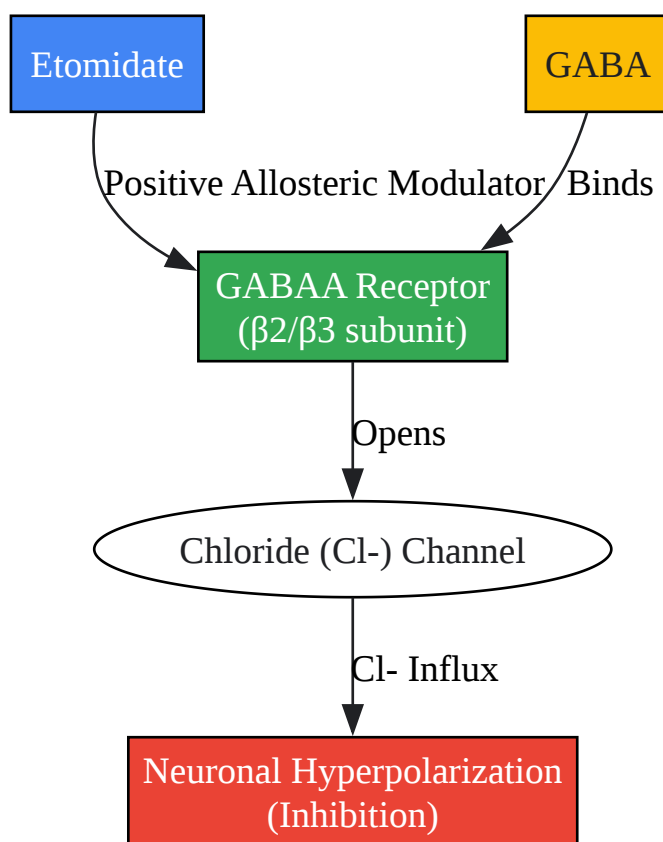 Etomidate
GABA
Positive Allosteric Modulator
Binds
GABAA Receptor
(β2/β3 subunit)
Opens
Chloride (Cl-) Channel
Cl- Influx
Neuronal Hyperpolarization
(Inhibition)